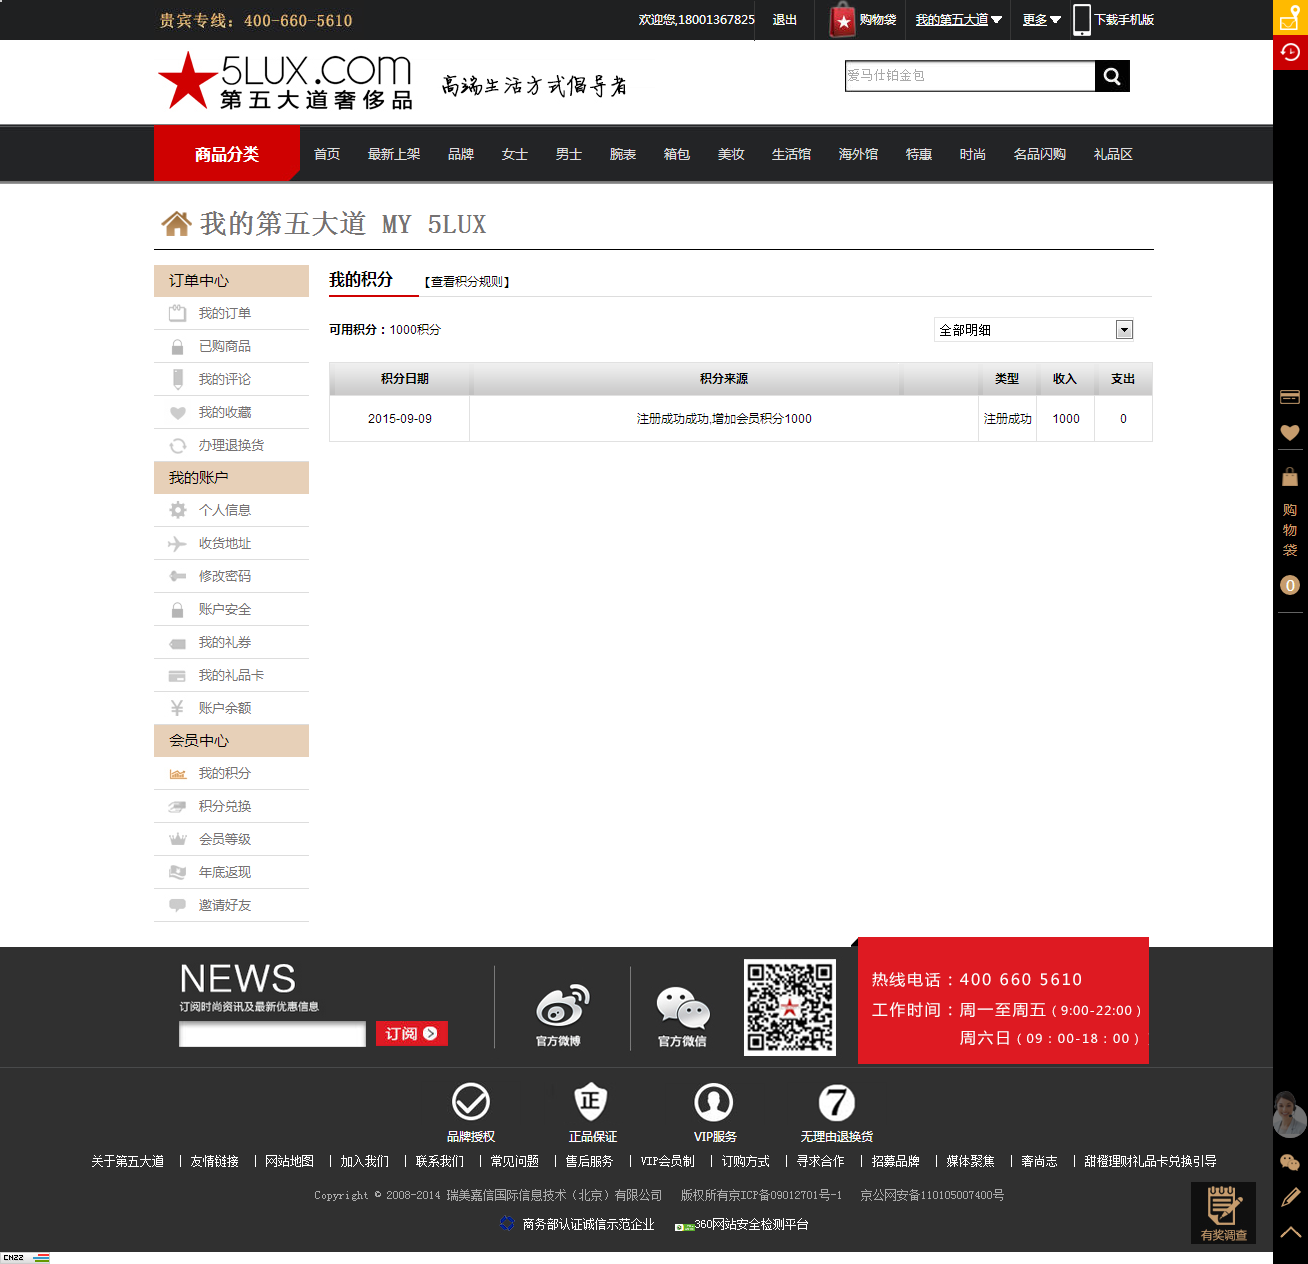 贵宾专线：400-660-5610
欢迎您,18001367825 退出 购物袋 我的第五大道 更多 下载手机版
5LUX.COM
第五大道奢侈品
高端生活方式倡导者
爱马仕铂金包
商品分类 首页 最新上架 品牌 女士 男士 腕表 箱包 美妆 生活馆 海外馆 特惠 时尚 名品闪购 礼品区
我的第五大道 MY 5LUX
订单中心
我的订单
已购商品
我的评论
我的收藏
办理退换货
我的账户
个人信息
收货地址
修改密码
账户安全
我的礼券
我的礼品卡
账户余额
会员中心
我的积分
积分兑换
会员等级
年底返现
邀请好友
我的积分 【查看积分规则】
可用积分：1000积分 全部明细
积分日期 积分来源 类型 收入 支出
2015-09-09 注册成功成功,增加会员积分1000 注册成功 1000 0
购
物
袋
0
NEWS
订阅时尚资讯及最新优惠信息
订阅
官方微博
官方微信
热线电话：400 660 5610
工作时间：周一至周五（9:00-22:00）
周六日（09：00-18：00）
正 7
品牌授权 正品保证 VIP服务 无理由退换货
关于第五大道 | 友情链接 | 网站地图 | 加入我们 | 联系我们 | 常见问题 | 售后服务 | VIP会员制 | 订购方式 | 寻求合作 | 招募品牌 | 媒体聚焦 | 奢尚志 | 甜橙理财礼品卡兑换引导
Copyright © 2008-2014 瑞美嘉信国际信息技术（北京）有限公司 版权所有京ICP备09012701号-1 京公网安备110105007400号
商务部认证诚信示范企业 360网站安全检测平台
有奖调查
CNZZ